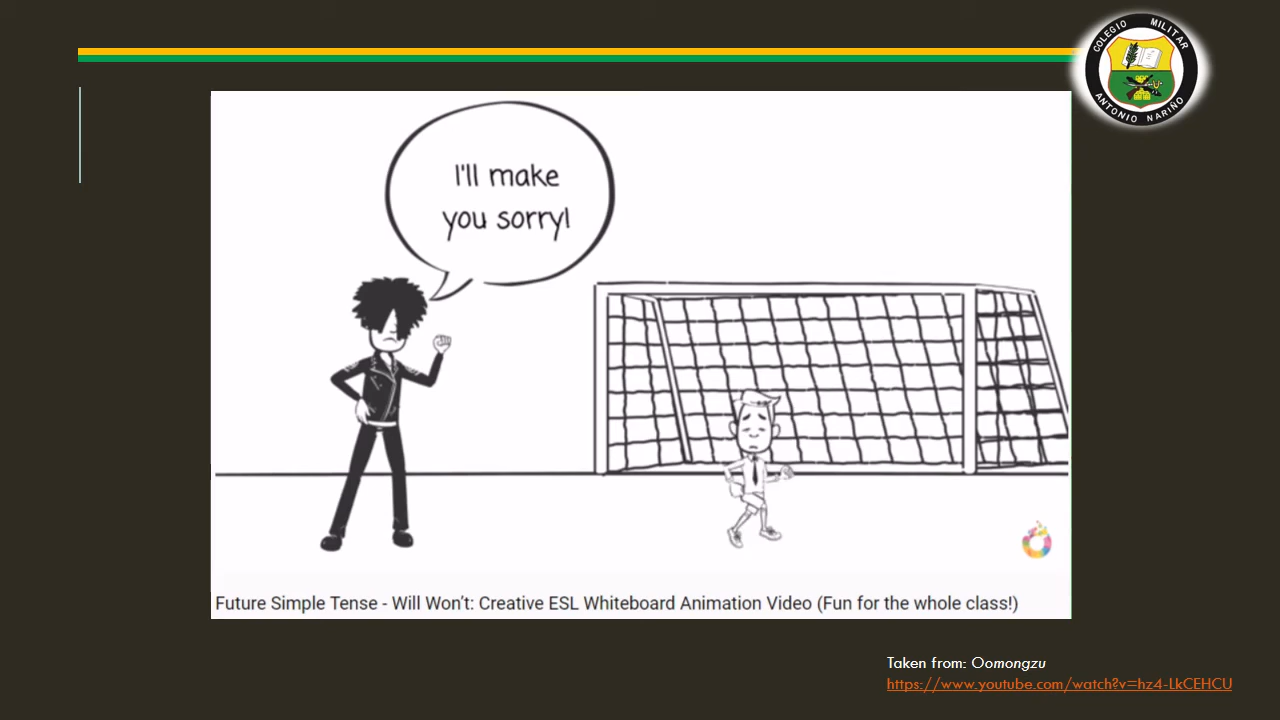 COLEGIO MILITAR
ANTONIO NARIÑO
I'll make
you sorry!
Future Simple Tense - Will Won't: Creative ESL Whiteboard Animation Video (Fun for the whole class!)
Taken from: Oomongzu
https://www.youtube.com/watch?v=hz4-LkCEHCU